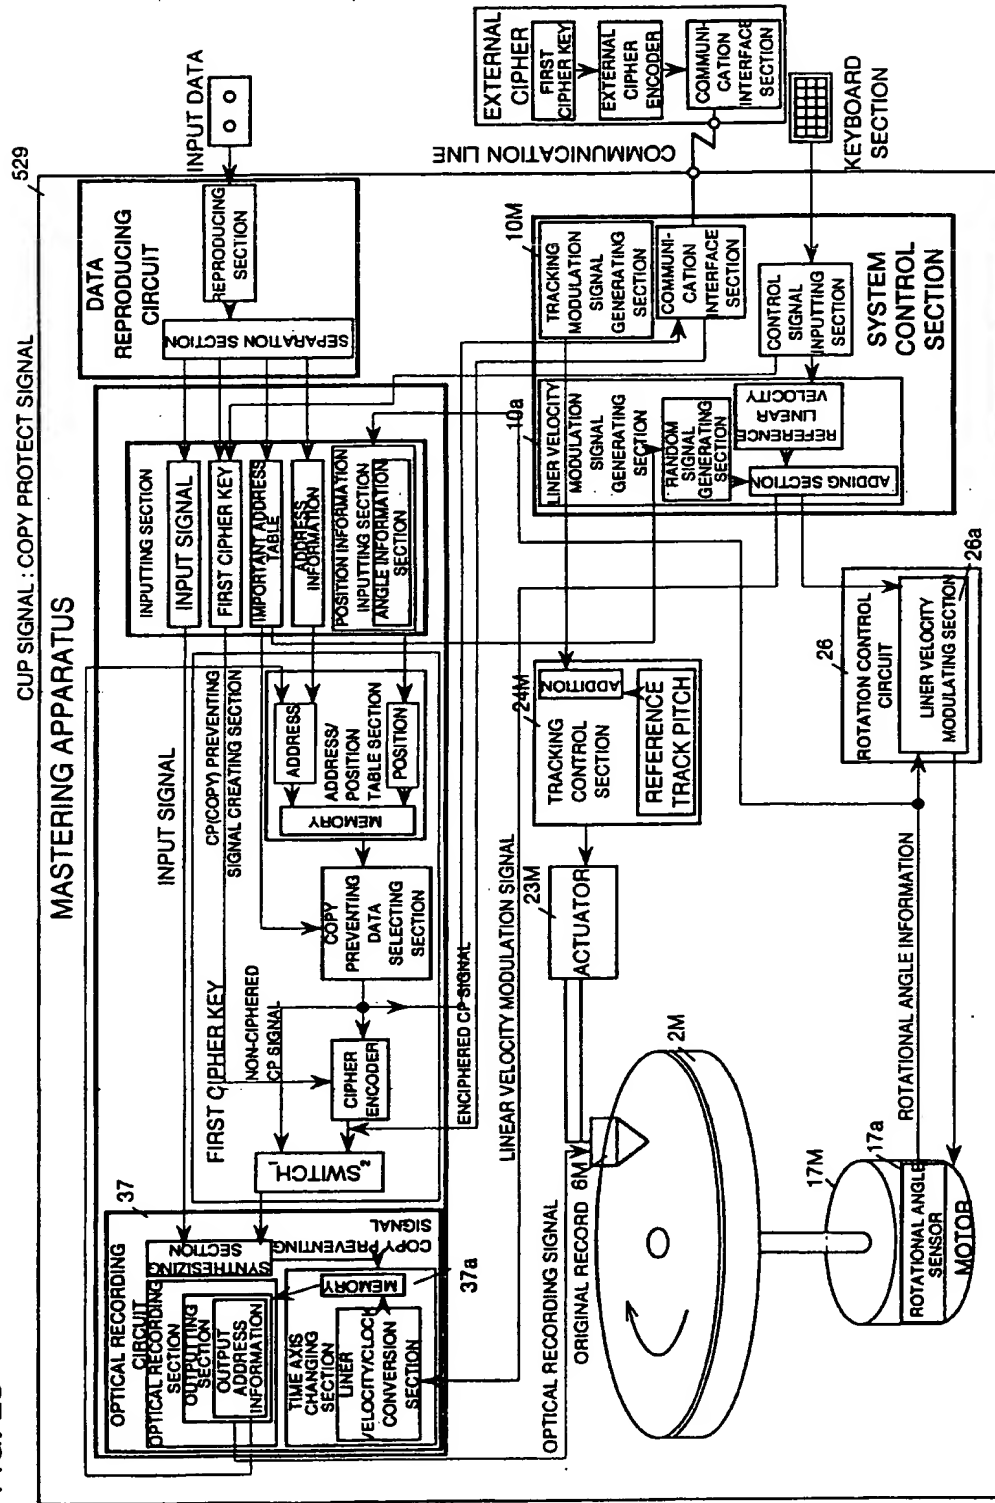 CUP SIGNAL : COPY PROTECT SIGNAL
529
MASTERING APPARATUS
INPUT DATA
DATA
REPRODUCING
CIRCUIT
REPRODUCING
SECTION
SEPARATION SECTION
EXTERNAL
CIPHER
FIRST
CIPHER KEY
EXTERNAL
CIPHER
ENCODER
COMMUNI-
CATION
INTERFACE
SECTION
COMMUNICATION LINE
KEYBOARD
SECTION
INPUTTING SECTION
INPUT SIGNAL
FIRST CIPHER KEY
IMPORTANT ADDRESS
TABLE
ADDRESS
INFORMATION
POSITION INFORMATION
INPUTTING SECTION
ANGLE INFORMATION
SECTION
INPUT SIGNAL
CP(COPY) PREVENTING
SIGNAL CREATING SECTION
ADDRESS
ADDRESS/
POSITION
TABLE SECTION
POSITION
MEMORY
COPY
PREVENTING
DATA
SELECTING
SECTION
FIRST CIPHER KEY
NON-CIPHERED
CP SIGNAL
CIPHER
ENCODER
ENCIPHERED CP SIGNAL
SWITCH
1
2
37
OPTICAL RECORDING
CIRCUIT
SYNTHESIZING
SECTION
COPY PREVENTING
SIGNAL
OPTICAL RECORDING
SECTION
OUTPUTING
SECTION
OUTPUT
ADDRESS
INFORMATION
MEMORY
37a
TIME AXIS
CHANGING
SECTION
LINER
VELOCITY/CLOCK
CONVERSION
SECTION
10M
TRACKING
MODULATION
SIGNAL
GENERATING
SECTION
COMMUNI-
CATION
INTERFACE
SECTION
CONTROL
SIGNAL
INPUTTING
SECTION
SYSTEM
CONTROL
SECTION
10a
LINER VELOCITY
MODULATION
SIGNAL
GENERATING
SECTION
RANDOM
SIGNAL
GENERATING
SECTION
REFERENCE
LINEAR
VELOCITY
ADDING SECTION
LINEAR VELOCITY MODULATION SIGNAL
24M
TRACKING
CONTROL
SECTION
ADDITION
REFERENCE
TRACK PITCH
23M
ACTUATOR
26
ROTATION CONTROL
CIRCUIT
LINER VELOCITY
MODULATING SECTION
26a
OPTICAL RECORDING SIGNAL
ORIGINAL RECORD
6M
2M
ROTATIONAL ANGLE INFORMATION
17M
17a
ROTATIONAL ANGLE
SENSOR
MOTOR